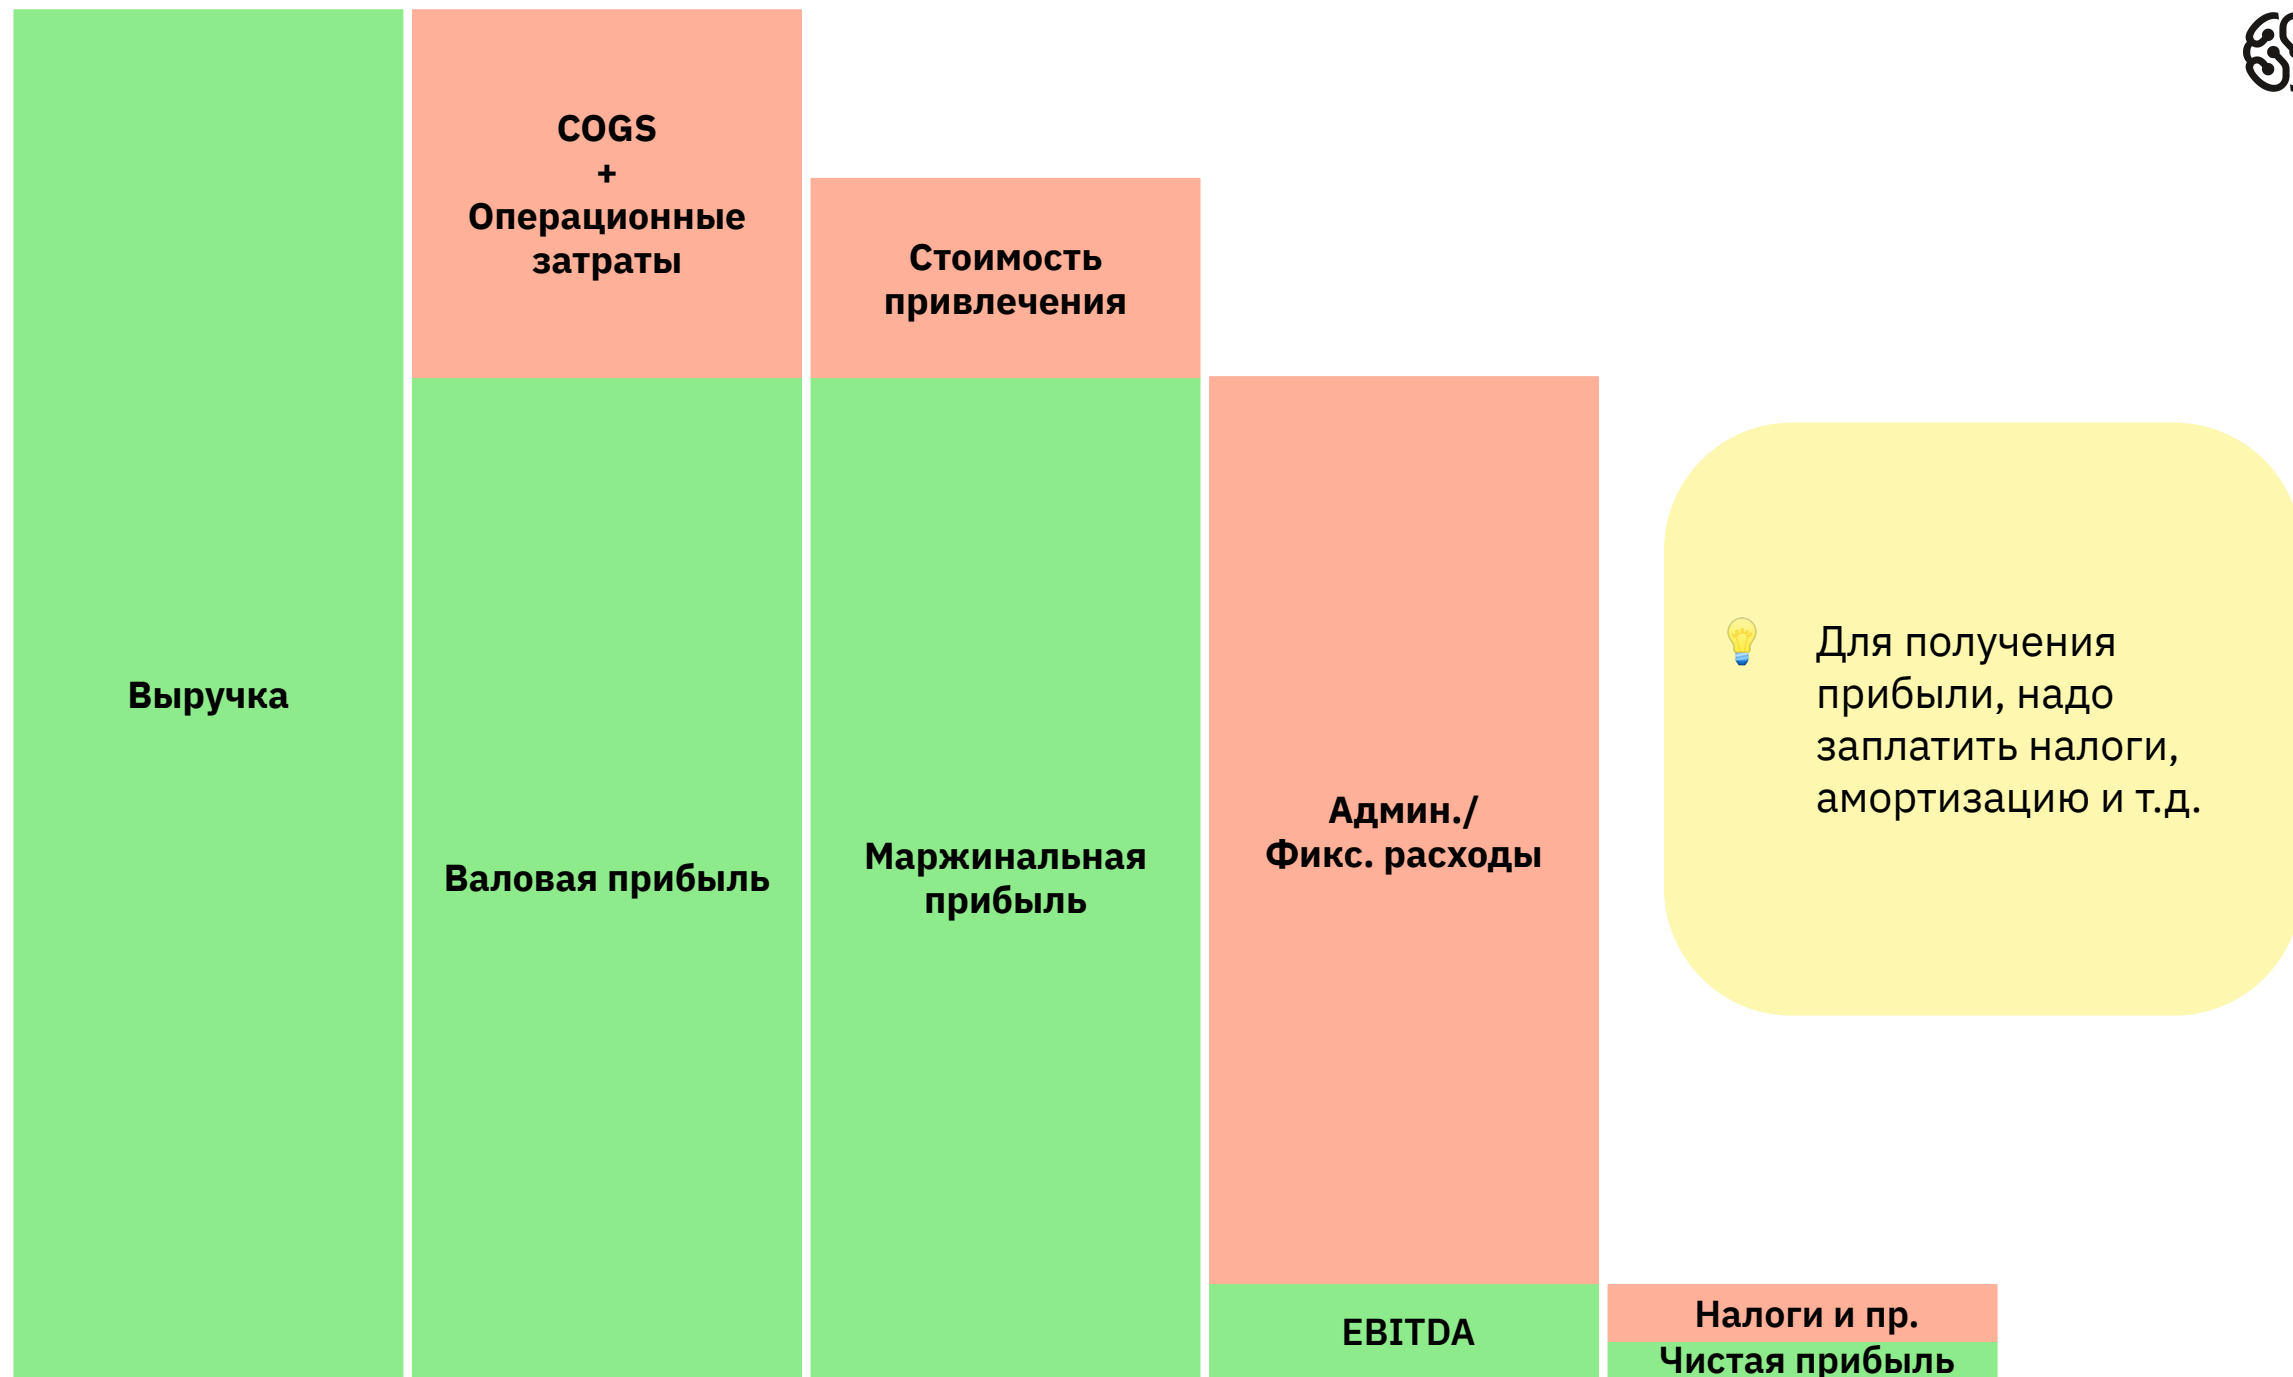 Выручка
COGS
+
Операционные
затраты
Валовая прибыль
Стоимость
привлечения
Маржинальная
прибыль
Админ./
Фикс. расходы
EBITDA
Налоги и пр.
Чистая прибыль
Для получения
прибыли, надо
заплатить налоги,
амортизацию и т.д.